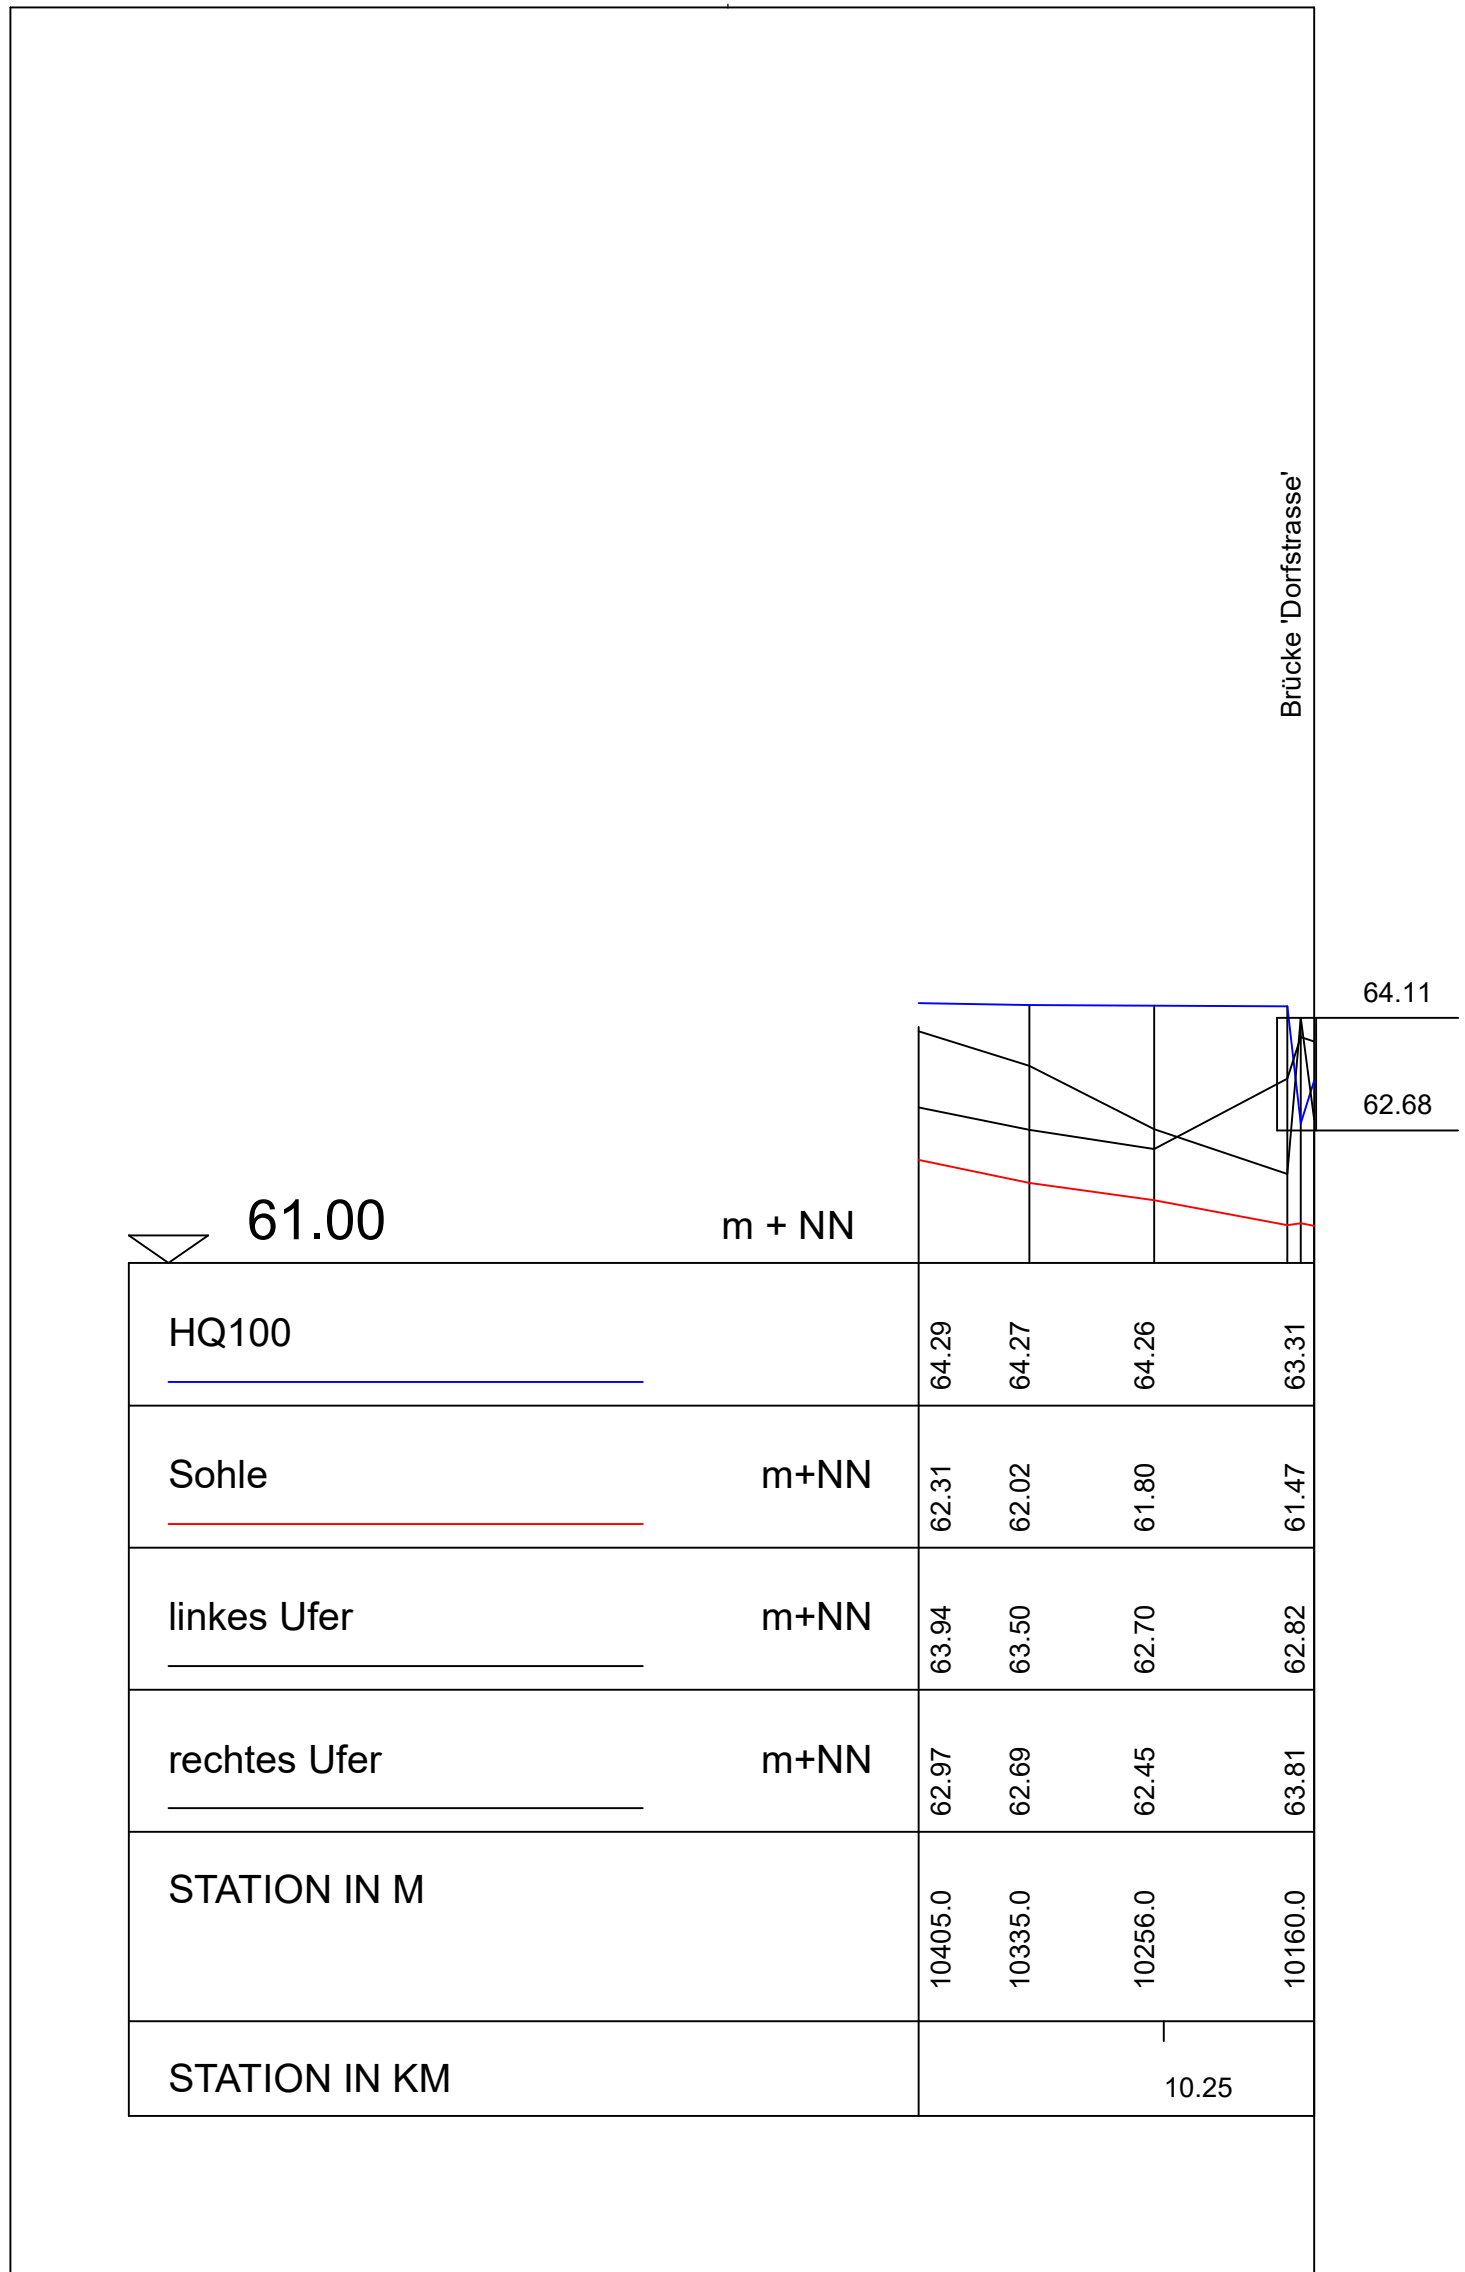 Brücke 'Dorfstrasse'
64.11
62.68
61.00 m + NN
HQ100 64.29 64.27 64.26 63.31
Sohle m+NN 62.31 62.02 61.80 61.47
linkes Ufer m+NN 63.94 63.50 62.70 62.82
rechtes Ufer m+NN 62.97 62.69 62.45 63.81
STATION IN M 10405.0 10335.0 10256.0 10160.0
STATION IN KM 10.25